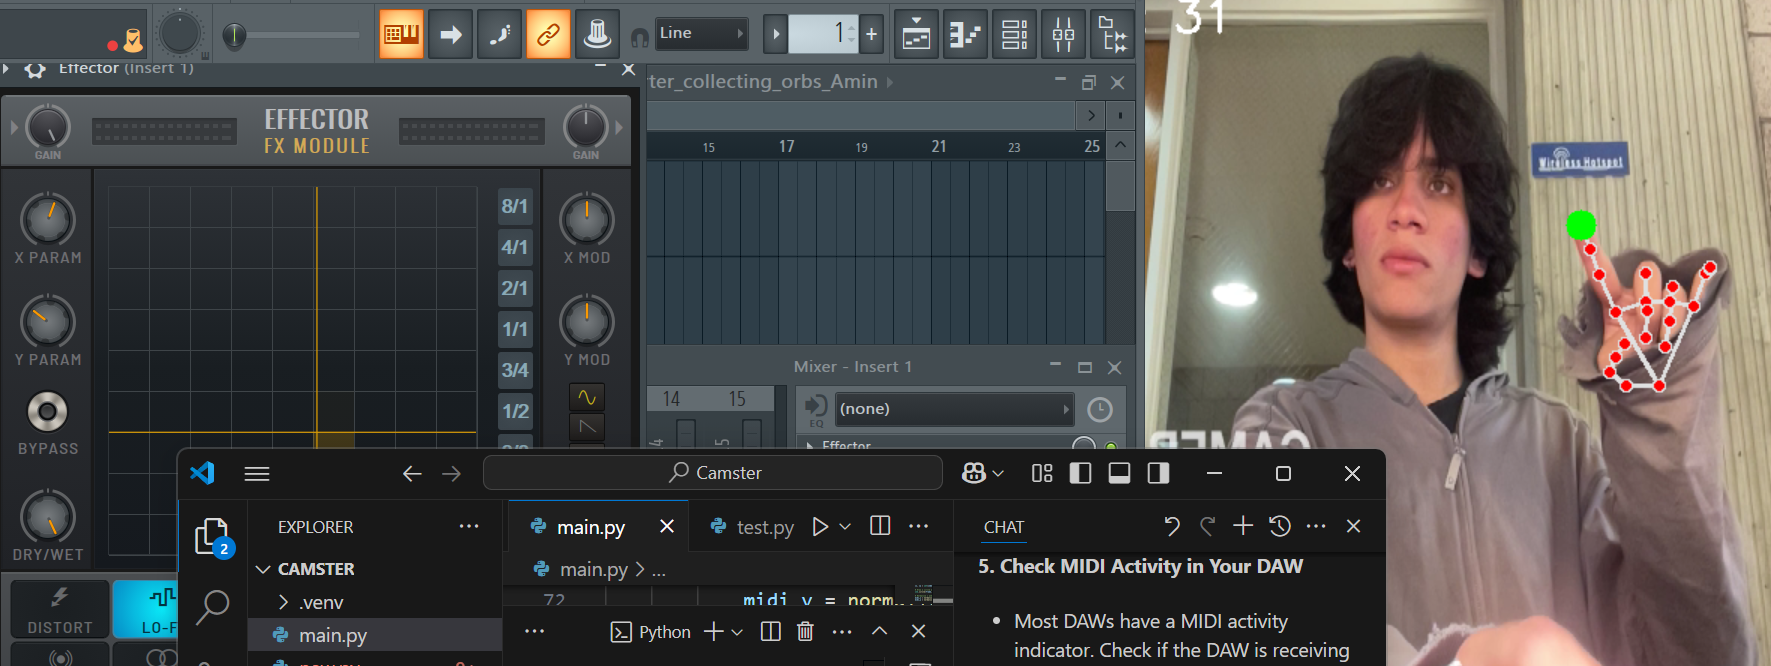 Line
1
+
Effector (Insert 1)
ter_collecting_orbs_Amin
EFFECTOR
FX MODULE
GAIN
GAIN
15 17 19 21 23 25
8/1
4/1
2/1
1/1
3/4
1/2
X PARAM
X MOD
Y PARAM
Y MOD
BYPASS
DRY/WET
DISTORT
LO-F
Mixer - Insert 1
14 15
(none)
EQ
Effector
31
Wireless Hotspot
CAMER
Camster
EXPLORER
2
CAMSTER
.venv
main.py
main.py
test.py
main.py > ...
72
midi_y = norm
Python
CHAT
5. Check MIDI Activity in Your DAW
• Most DAWs have a MIDI activity
indicator. Check if the DAW is receiving